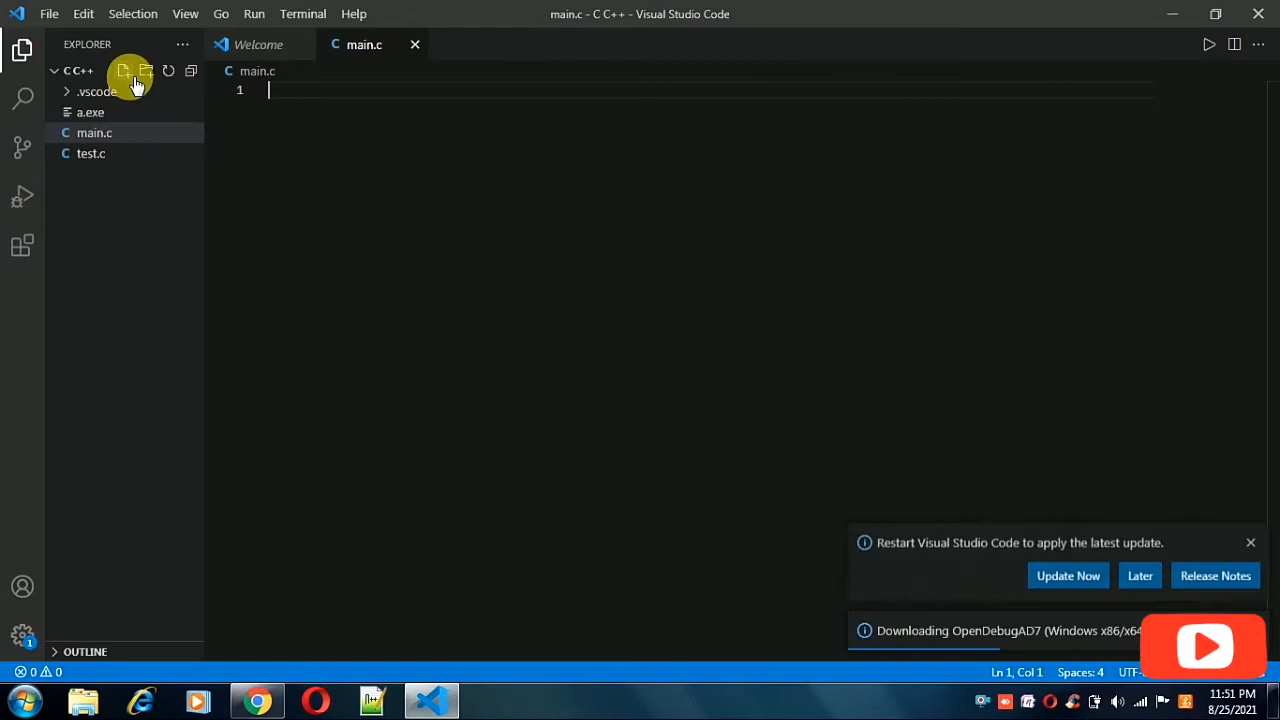 File Edit Selection View Go Run Terminal Help
main.c - C C++ - Visual Studio Code
EXPLORER
Welcome
C main.c
C C++
C main.c
.vscode
1
a.exe
C main.c
C test.c
Restart Visual Studio Code to apply the latest update.
Update Now Later Release Notes
Downloading OpenDebugAD7 (Windows x86/x64
1
OUTLINE
0 0
Ln 1, Col 1 Spaces: 4
11:51 PM
8/25/2021